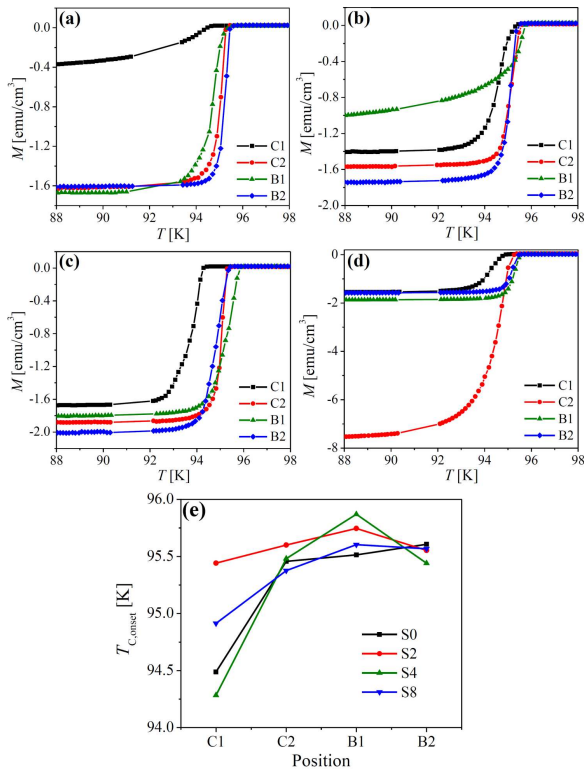 (a)
M [emu/cm³]
0.0
-0.4
-0.8
-1.2
-1.6
88 90 92 94 96 98
T [K]
C1
C2
B1
B2
(b)
M [emu/cm³]
0.0
-0.4
-0.8
-1.2
-1.6
-2.0
88 90 92 94 96 98
T [K]
C1
C2
B1
B2
(c)
M [emu/cm³]
0.0
-0.4
-0.8
-1.2
-1.6
-2.0
88 90 92 94 96 98
T [K]
C1
C2
B1
B2
(d)
M [emu/cm³]
0
-2
-4
-6
-8
88 90 92 94 96 98
T [K]
C1
C2
B1
B2
(e)
T C,onset [K]
96.0
95.5
95.0
94.5
94.0
C1 C2 B1 B2
Position
S0
S2
S4
S8